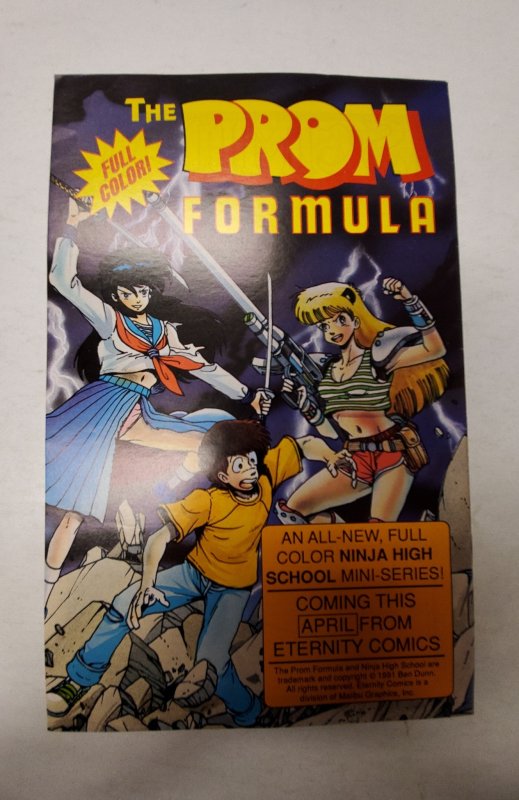 THE PROM
FORMULA
FULL
COLOR!
AN ALL-NEW, FULL
COLOR NINJA HIGH
SCHOOL MINI-SERIES!
COMING THIS
APRIL FROM
ETERNITY COMICS
The Prom Formula and Ninja High School are
trademark and copyright © 1991 Ben Dunn.
All rights reserved. Eternity Comics is a
division of Malibu Graphics, Inc.